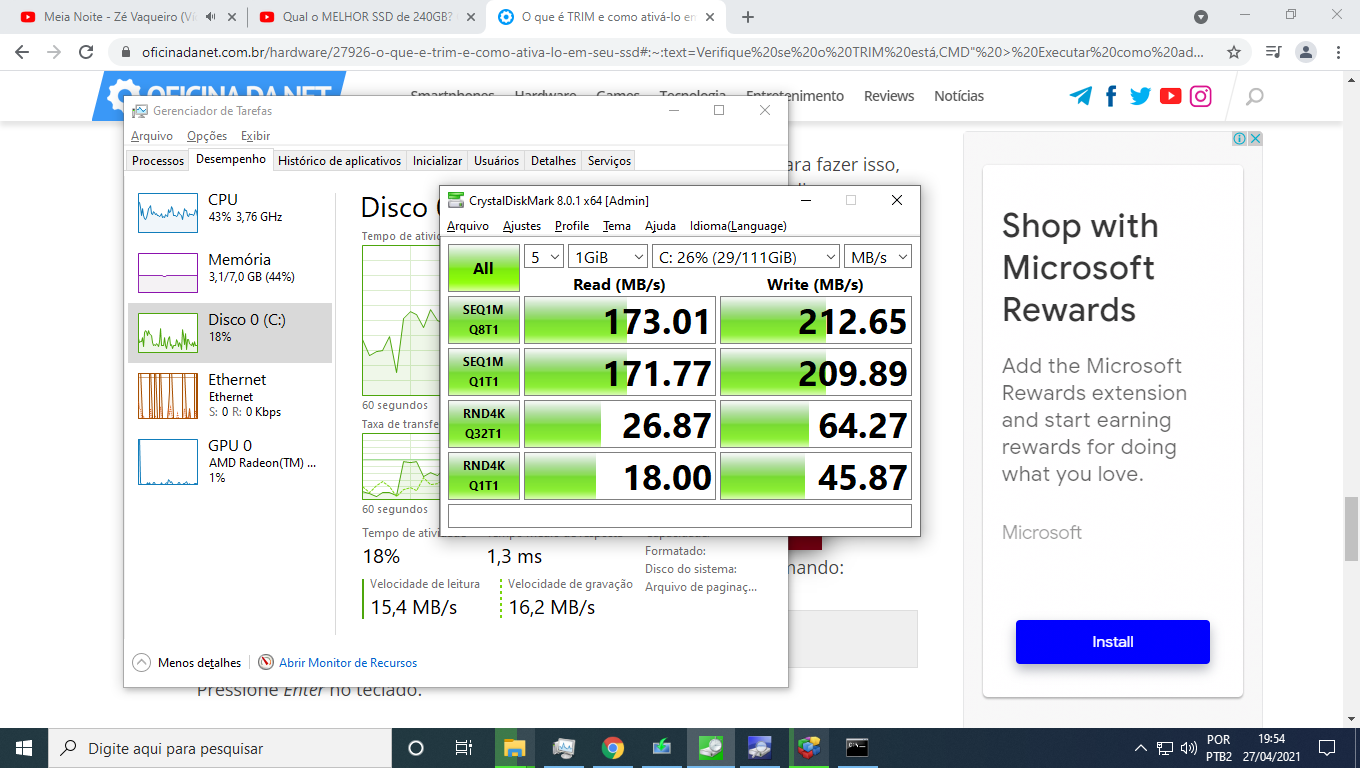 Meia Noite - Zé Vaqueiro (Ví
Qual o MELHOR SSD de 240GB?
O que é TRIM e como ativá-lo en
oficinadanet.com.br/hardware/27926-o-que-e-trim-e-como-ativa-lo-em-seu-ssd#:~:text=Verifique%20se%20o%20TRIM%20está,CMD"%20>%20Executar%20como%20ad...
OFICINA DA NET
Smartphones Hardware Games Tecnologia Entretenimento Reviews Notícias
Gerenciador de Tarefas
Arquivo Opções Exibir
Processos Desempenho Histórico de aplicativos Inicializar Usuários Detalhes Serviços
ara fazer isso,
CPU
43% 3,76 GHz
Memória
3,1/7,0 GB (44%)
Disco 0 (C:)
18%
Ethernet
Ethernet
S: 0 R: 0 Kbps
GPU 0
AMD Radeon(TM) ...
1%
Disco 0
Tempo de ativid
60 segundos
Taxa de transfe
60 segundos
Tempo de ativi
18%
1,3 ms
Velocidade de leitura
15,4 MB/s
Velocidade de gravação
16,2 MB/s
Formatado:
Disco do sistema:
Arquivo de paginaç...
Menos detalhes
Abrir Monitor de Recursos
CrystalDiskMark 8.0.1 x64 [Admin]
Arquivo Ajustes Profile Tema Ajuda Idioma(Language)
All 5 1GiB C: 26% (29/111GiB) MB/s
Read (MB/s) Write (MB/s)
SEQ1M
Q8T1 173.01 212.65
SEQ1M
Q1T1 171.77 209.89
RND4K
Q32T1 26.87 64.27
RND4K
Q1T1 18.00 45.87
mando:
Pressione Enter no teclado.
Shop with
Microsoft
Rewards
Add the Microsoft
Rewards extension
and start earning
rewards for doing
what you love.
Microsoft
Install
Digite aqui para pesquisar
POR
PTB2
19:54
27/04/2021